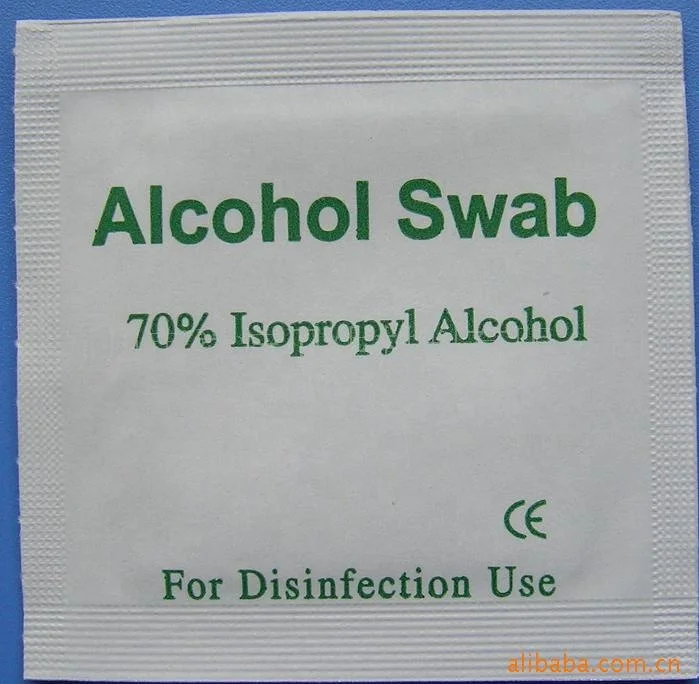 Alcohol Swab
70% Isopropyl Alcohol
CE
For Disinfection Use
alibaba.com.cn